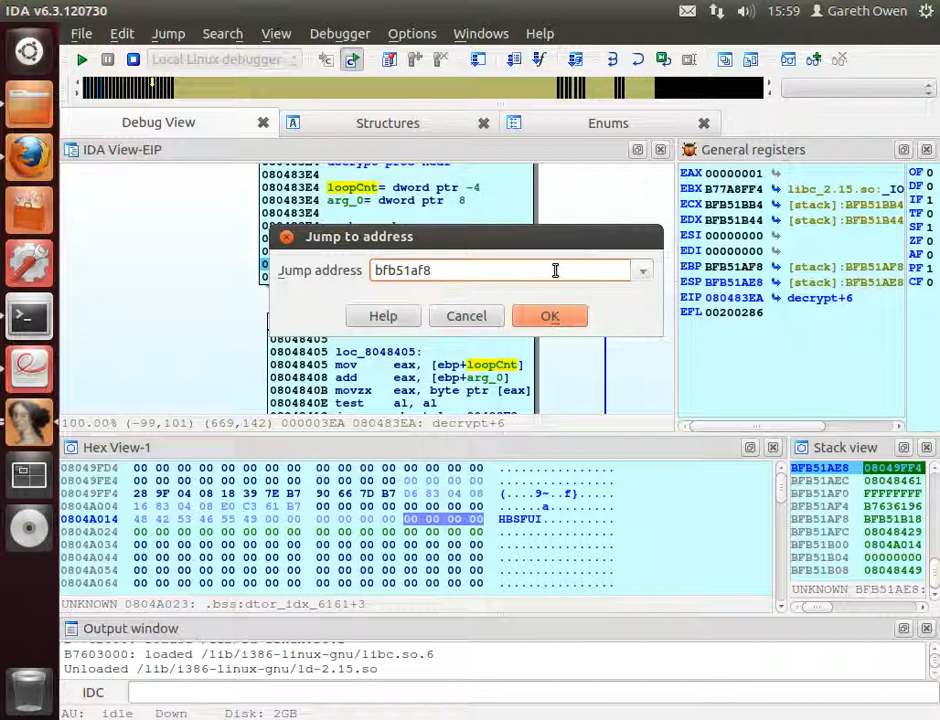 IDA v6.3.120730
15:59 Gareth Owen
File Edit Jump Search View Debugger Options Windows Help
Local Linux debugger
Debug View
Structures
Enums
IDA View-EIP
General registers
080483E4 decrypt proc near
080483E4
080483E4 loopCnt= dword ptr -4
080483E4 arg_0= dword ptr 8
080483E4
EAX 00000001
EBX B77A8FF4 libc_2.15.so:_IO
ECX BFB51BB4 [stack]:BFB51BB4
EDX BFB51B44 [stack]:BFB51B44
ESI 00000000
EDI 00000000
EBP BFB51AF8 [stack]:BFB51AF8
ESP BFB51AE8 [stack]:BFB51AE8
EIP 080483EA decrypt+6
EFL 00200286
OF 0
DF 0
IF 1
TF 0
SF 1
ZF 0
AF 0
PF 1
CF 0
Jump to address
Jump address bfb51af8
Help Cancel OK
08048405
08048405 loc_8048405:
08048405 mov eax, [ebp+loopCnt]
08048408 add eax, [ebp+arg_0]
0804840B movzx eax, byte ptr [eax]
0804840E test al, al
100.00% (-99,101) (669,142) 000003EA 080483EA: decrypt+6
Hex View-1
08049FD4 00 00 00 00 00 00 00 00 00 00 00 00 00 00 00 00 ................
08049FE4 00 00 00 00 00 00 00 00 00 00 00 00 00 00 00 00 ................
08049FF4 28 9F 04 08 18 39 7E B7 90 66 7D B7 06 83 04 08 (....9~..f}.....
0804A004 16 83 04 08 E0 C3 61 B7 00 00 00 00 00 00 00 00 ......a.........
0804A014 48 42 53 46 55 49 00 00 00 00 00 00 00 00 00 00 HBSFUI..........
0804A024 00 00 00 00 00 00 00 00 00 00 00 00 00 00 00 00 ................
0804A034 00 00 00 00 00 00 00 00 00 00 00 00 00 00 00 00 ................
0804A044 00 00 00 00 00 00 00 00 00 00 00 00 00 00 00 00 ................
0804A054 00 00 00 00 00 00 00 00 00 00 00 00 00 00 00 00 ................
0804A064 00 00 00 00 00 00 00 00 00 00 00 00 00 00 00 00 ................
UNKNOWN 0804A023: .bss:dtor_idx_6161+3
Stack view
BFB51AE8 08049FF4
BFB51AEC 08048461
BFB51AF0 FFFFFFFF
BFB51AF4 B7636196
BFB51AF8 BFB51B18
BFB51AFC 08048429
BFB51B00 0804A014
BFB51B04 00000000
BFB51B08 08048449
UNKNOWN BFB51AE8:
Output window
B7603000: loaded /lib/i386-linux-gnu/libc.so.6
Unloaded /lib/i386-linux-gnu/ld-2.15.so
IDC
AU: idle Down Disk: 2GB